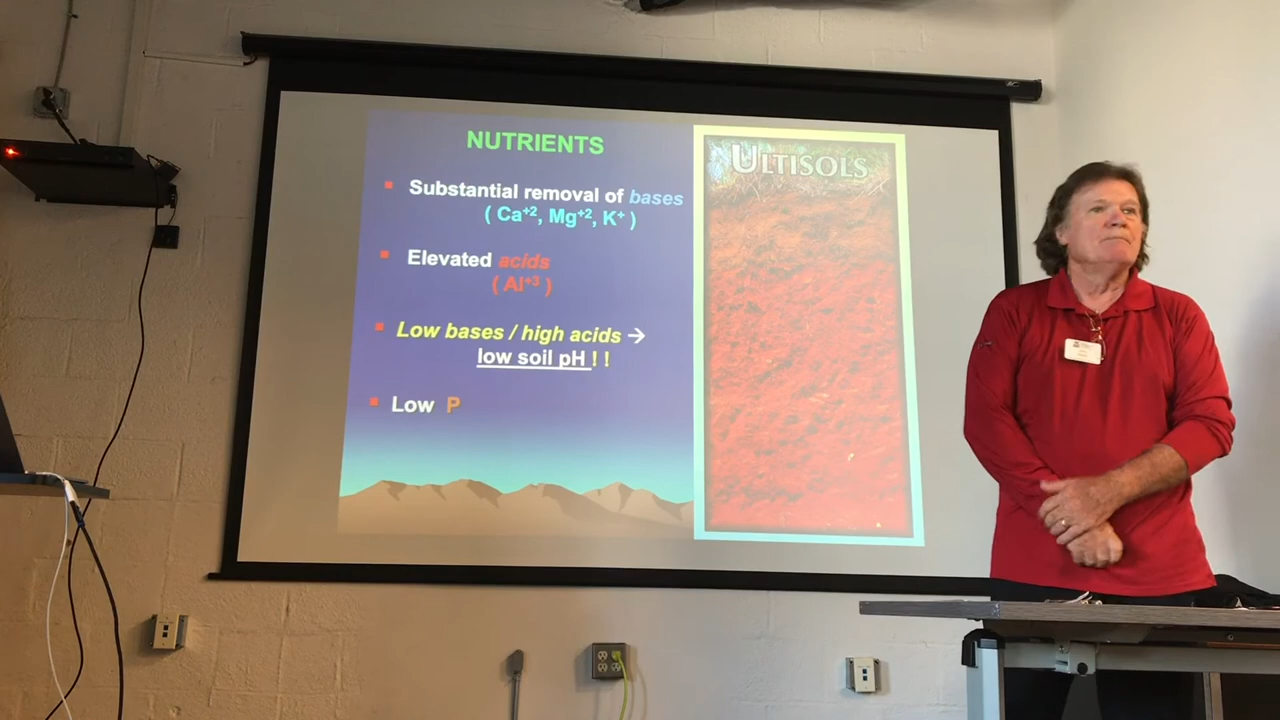 NUTRIENTS
Substantial removal of bases
( Ca+2, Mg+2, K+ )
Elevated acids
( Al+3 )
Low bases / high acids →
low soil pH ! !
Low P
ULTISOLS